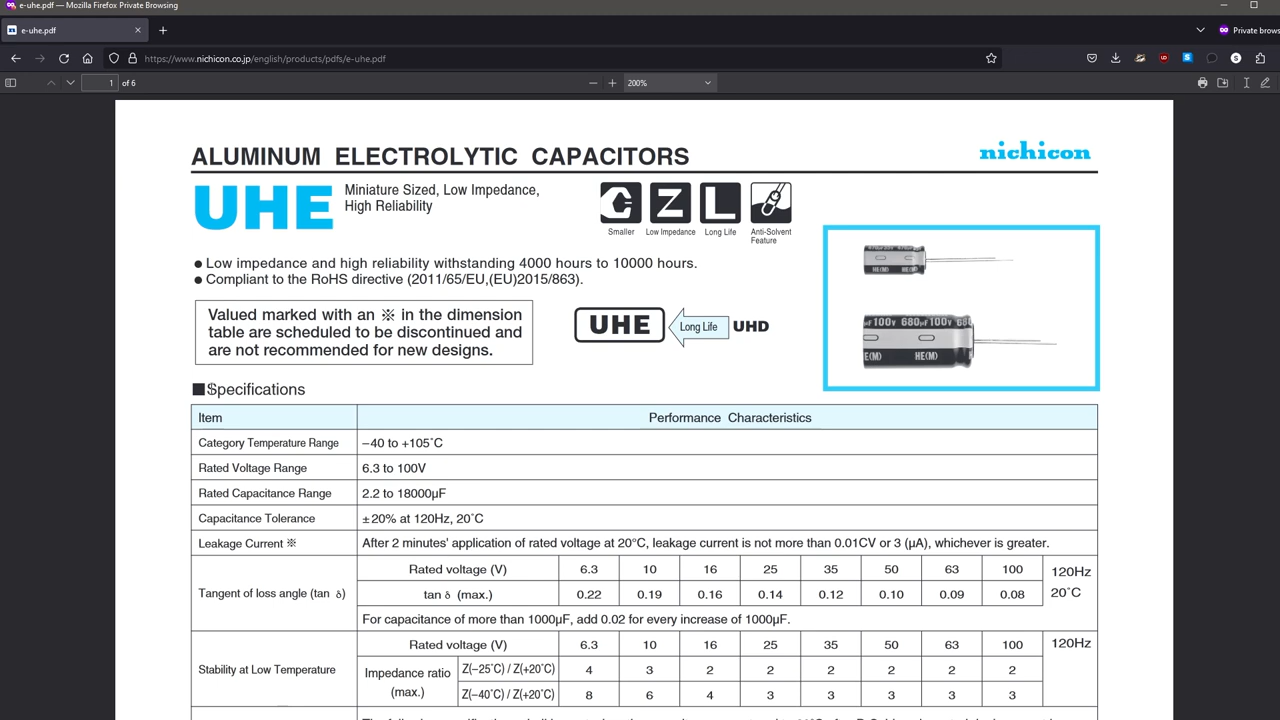 e-uhe.pdf — Mozilla Firefox Private Browsing
e-uhe.pdf
Private brows
https://www.nichicon.co.jp/english/products/pdfs/e-uhe.pdf
1 of 6
200%
ALUMINUM ELECTROLYTIC CAPACITORS
nichicon
UHE
Miniature Sized, Low Impedance,
High Reliability
C Z L
Smaller Low Impedance Long Life Anti-Solvent
Feature
● Low impedance and high reliability withstanding 4000 hours to 10000 hours.
● Compliant to the RoHS directive (2011/65/EU,(EU)2015/863).
Valued marked with an ※ in the dimension
table are scheduled to be discontinued and
are not recommended for new designs.
UHE Long Life UHD
HE(M) HE(M)
100V 680μF100V 68
E(M) HE(M)
■Specifications
Item Performance Characteristics
Category Temperature Range −40 to +105˚C
Rated Voltage Range 6.3 to 100V
Rated Capacitance Range 2.2 to 18000μF
Capacitance Tolerance ±20% at 120Hz, 20˚C
Leakage Current ※ After 2 minutes' application of rated voltage at 20°C, leakage current is not more than 0.01CV or 3 (μA), whichever is greater.
Tangent of loss angle (tan δ)
Rated voltage (V) 6.3 10 16 25 35 50 63 100 120Hz
tan δ (max.) 0.22 0.19 0.16 0.14 0.12 0.10 0.09 0.08 20˚C
For capacitance of more than 1000μF, add 0.02 for every increase of 1000μF.
Stability at Low Temperature
Rated voltage (V) 6.3 10 16 25 35 50 63 100 120Hz
Impedance ratio
(max.)
Z(−25˚C) / Z(+20˚C) 4 3 2 2 2 2 2 2
Z(−40˚C) / Z(+20˚C) 8 6 4 3 3 3 3 3